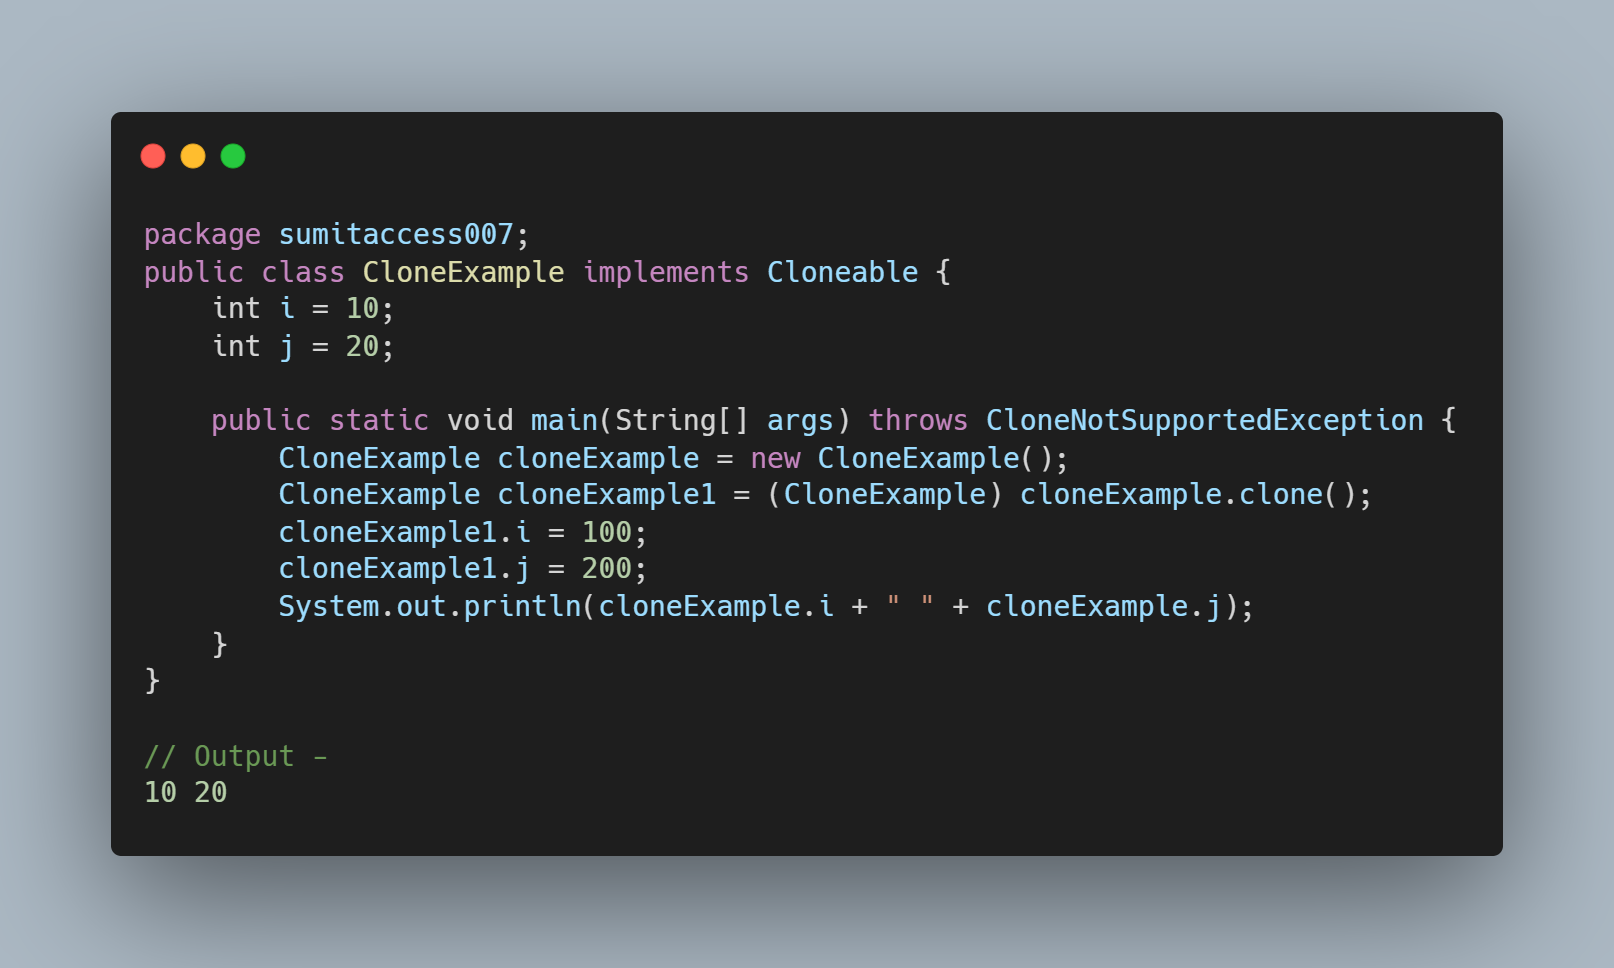 package sumitaccess007;
public class CloneExample implements Cloneable {
    int i = 10;
    int j = 20;

    public static void main(String[] args) throws CloneNotSupportedException {
        CloneExample cloneExample = new CloneExample();
        CloneExample cloneExample1 = (CloneExample) cloneExample.clone();
        cloneExample1.i = 100;
        cloneExample1.j = 200;
        System.out.println(cloneExample.i + " " + cloneExample.j);
    }
}

// Output -
10 20